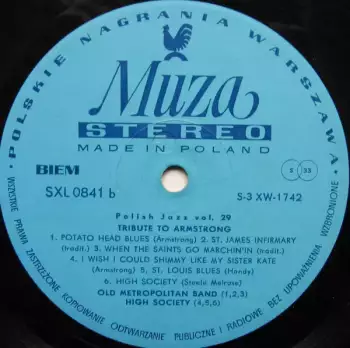 • POLSKIE NAGRANIA WARSZAWA •
Muza
STEREO
MADE IN POLAND
BIEM
SXL 0841 b
2 33
S-3 XW-1742
Polish Jazz vol. 29
TRIBUTE TO ARMSTRONG
1. POTATO HEAD BLUES (Armstrong) 2. ST. JAMES INFIRMARY
(tradit.) 3. WHEN THE SAINTS GO MARCHIN'IN (tradit.)
4. I WISH I COULD SHIMMY LIKE MY SISTER KATE
(Armstrong) 5. ST. LOUIS BLUES (Handy)
6. HIGH SOCIETY (Steele Melrose)
OLD METROPOLITAN BAND (1,2,3)
HIGH SOCIETY (4,5,6)
WSZYSTKIE PRAWA ZASTRZEŻONE KOPIOWANIE ODTWARZANIE PUBLICZNE I RADIOWE BEZ UPOWAŻNIENIA WZBRONIONE